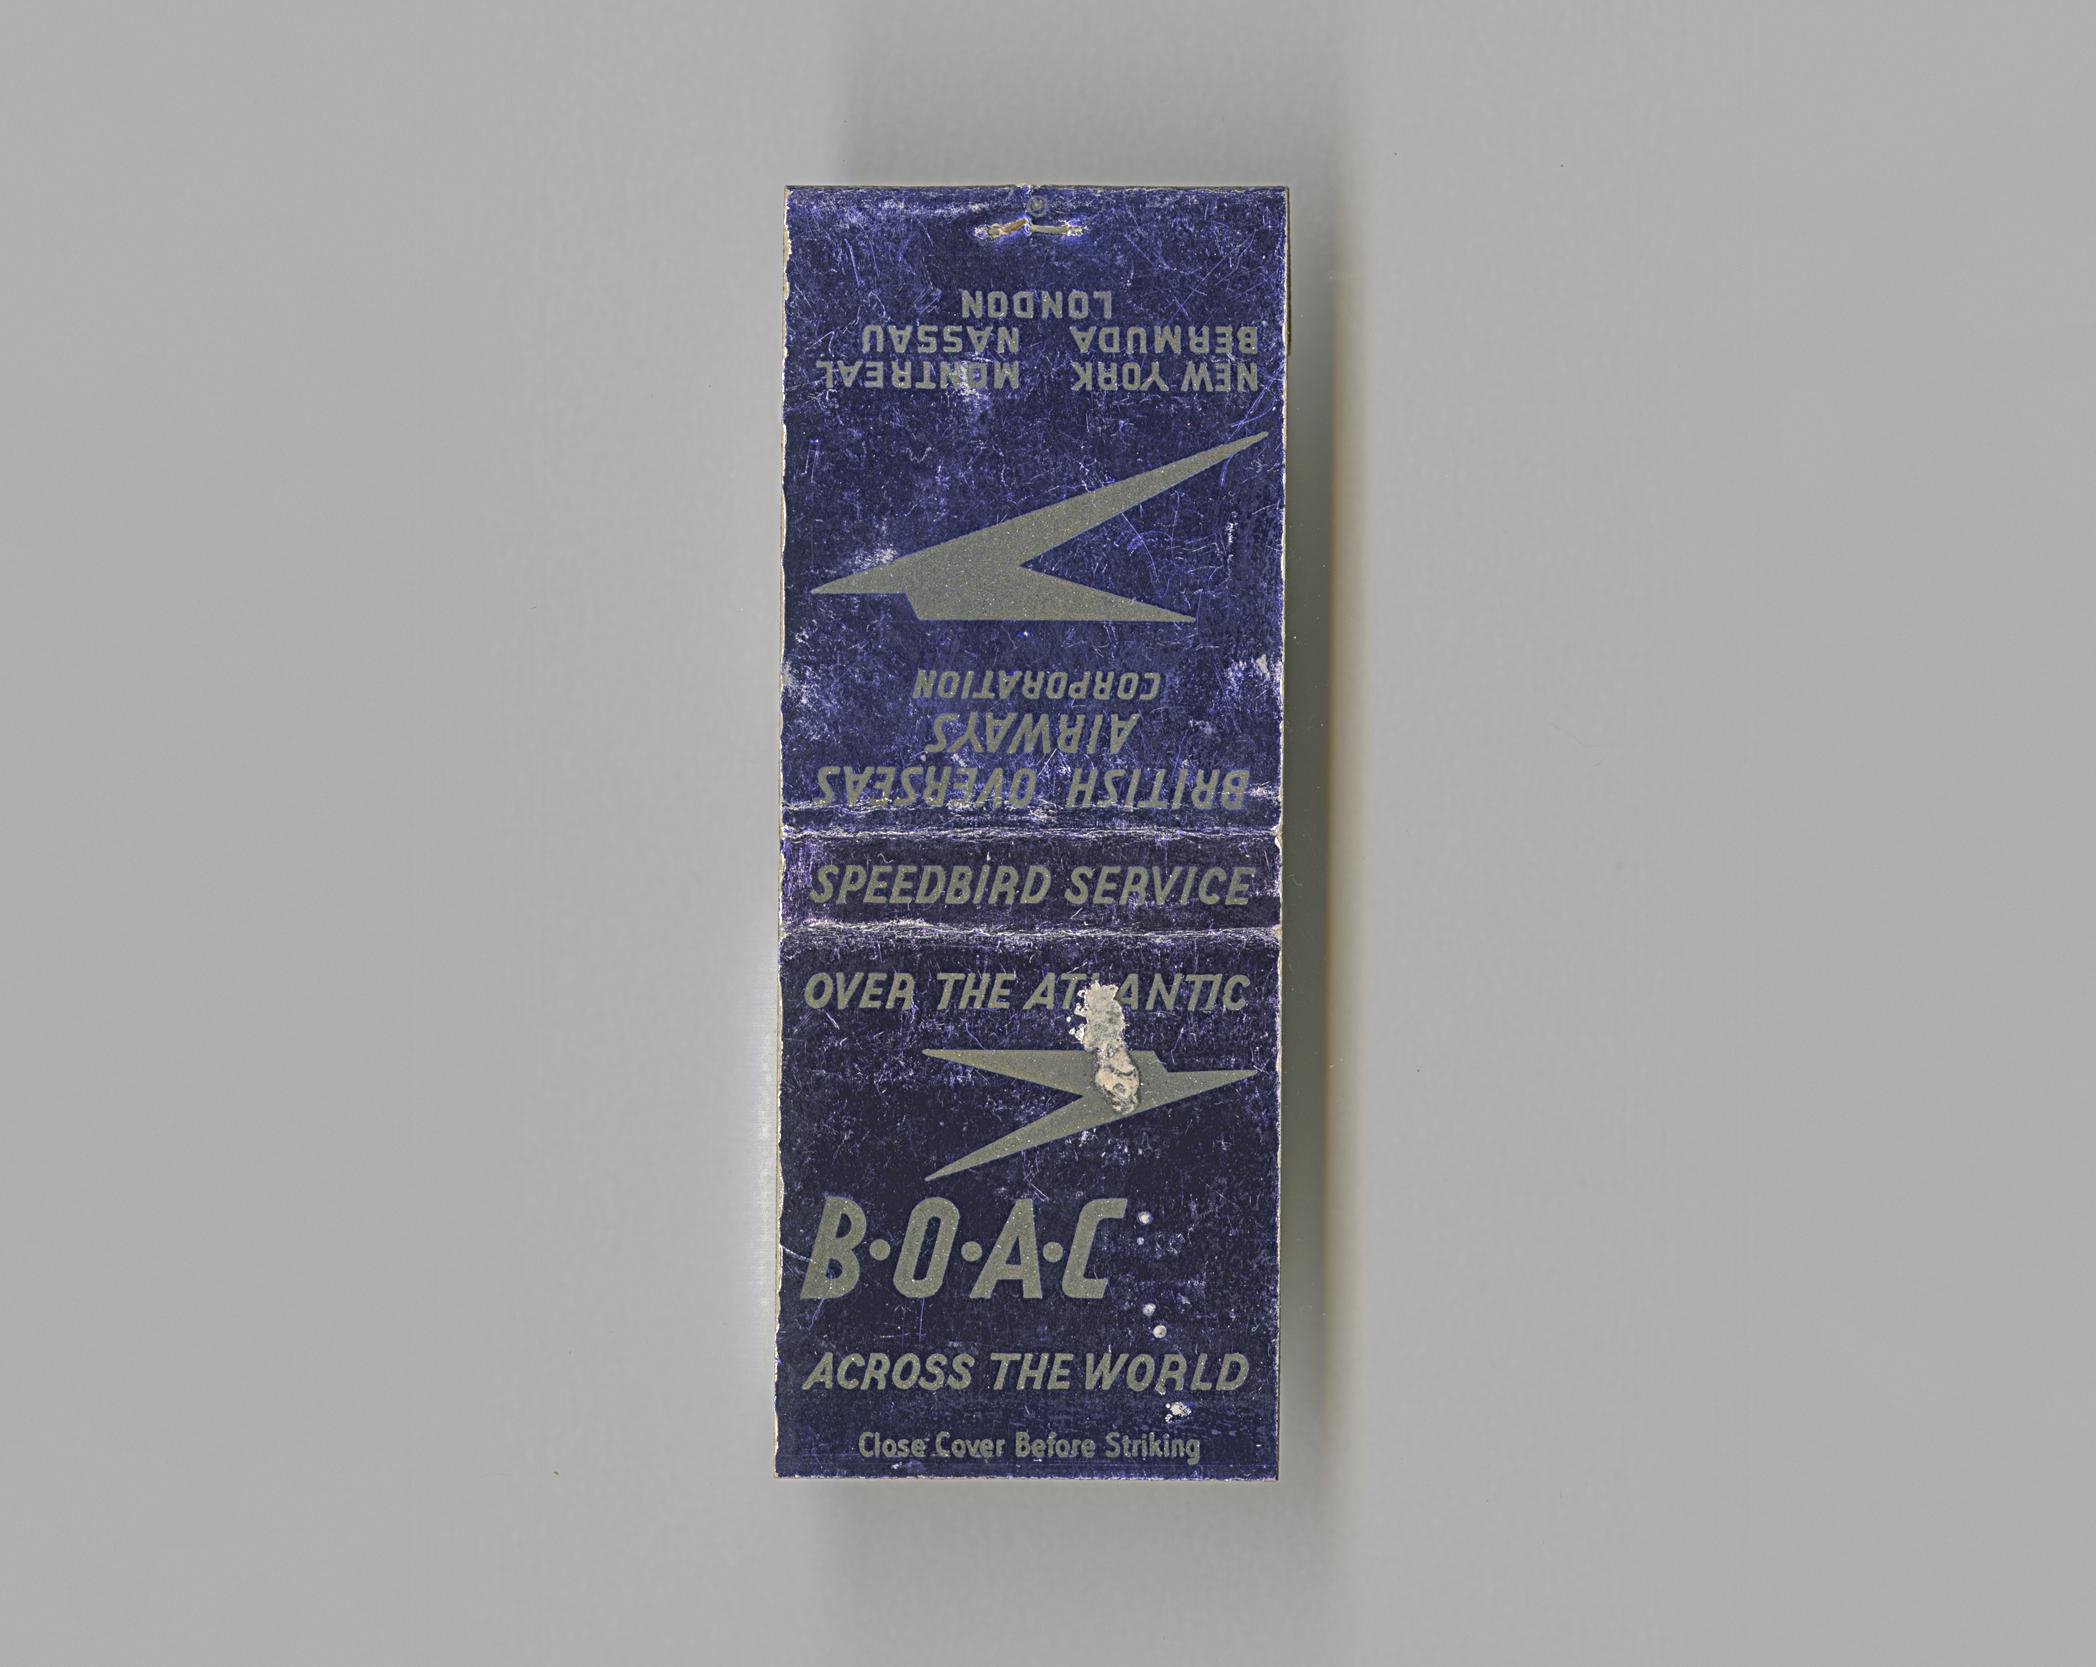 BRITISH OVERSEAS
AIRWAYS
CORPORATION
NEW YORK MONTREAL
BERMUDA NASSAU
LONDON
SPEEDBIRD SERVICE
OVER THE ATLANTIC
B·O·A·C
ACROSS THE WORLD
Close Cover Before Striking